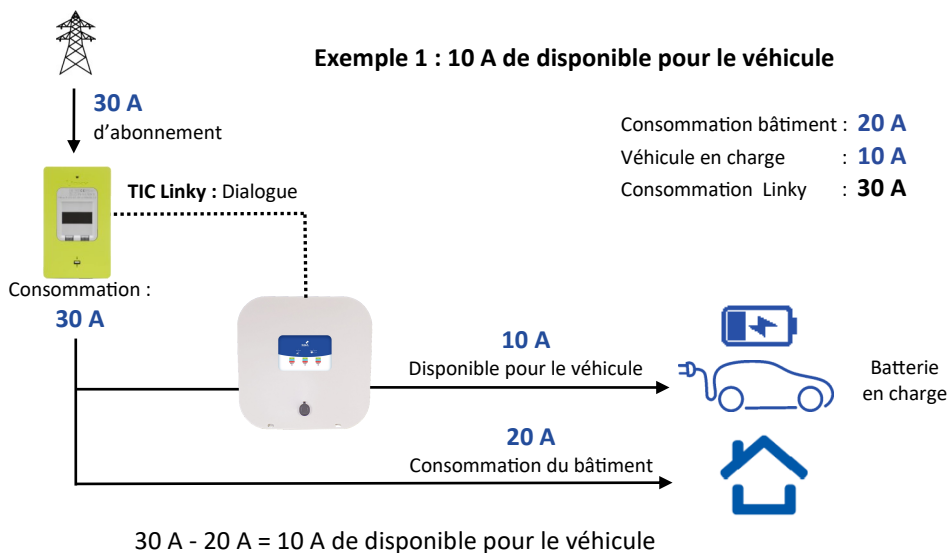 Exemple 1 : 10 A de disponible pour le véhicule
30 A
d'abonnement
Consommation bâtiment : 20 A
Véhicule en charge : 10 A
Consommation Linky : 30 A
TIC Linky : Dialogue
Consommation :
30 A
10 A
Disponible pour le véhicule
Batterie
en charge
20 A
Consommation du bâtiment
30 A - 20 A = 10 A de disponible pour le véhicule